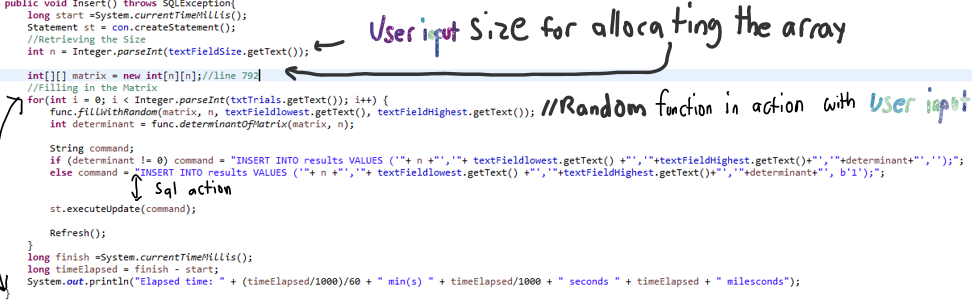 public void Insert() throws SQLException{
long start =System.currentTimeMillis();
Statement st = con.createStatement();
//Retrieving the Size
int n = Integer.parseInt(textFieldSize.getText());
User iput size for allocating the array
int[][] matrix = new int[n][n];//line 792
//Filling in the Matrix
for(int i = 0; i < Integer.parseInt(txtTrials.getText()); i++) {
func.fillWithRandom(matrix, n, textFieldlowest.getText(), textFieldHighest.getText()); //Random function in action with User iput
int determinant = func.determinantOfMatrix(matrix, n);
String command;
if (determinant != 0) command = "INSERT INTO results VALUES ('"+ n +"','"+ textFieldlowest.getText() +"','"+textFieldHighest.getText()+"','"+determinant+"','');";
else command = "INSERT INTO results VALUES ('"+ n +"','"+ textFieldlowest.getText() +"','"+textFieldHighest.getText()+"','"+determinant+"', b'1');";
Sql action
st.executeUpdate(command);
Refresh();
}
long finish =System.currentTimeMillis();
long timeElapsed = finish - start;
System.out.println("Elapsed time: " + (timeElapsed/1000)/60 + " min(s) " + timeElapsed/1000 + " seconds " + timeElapsed + " milesconds");
}